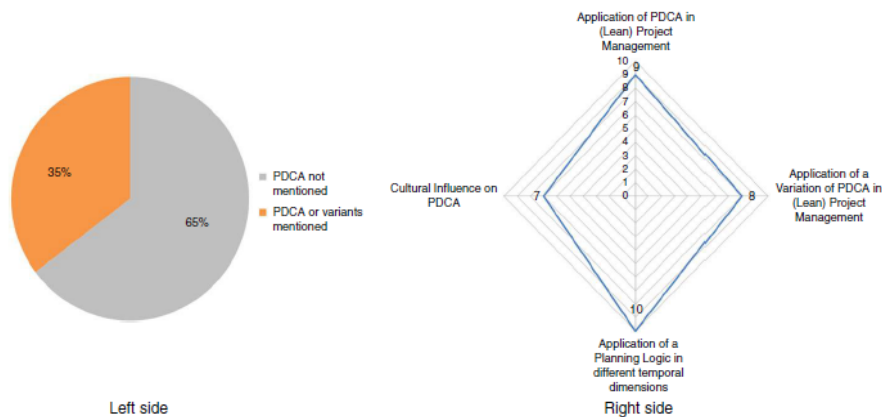 35%
65%
PDCA not
mentioned
PDCA or variants
mentioned
Left side
Application of PDCA in
(Lean) Project
Management
10
9
9
8
7
6
5
4
3
2
1
0
Cultural Influence on
PDCA
7
8
Application of a
Variation of PDCA in
(Lean) Project
Management
10
Application of a
Planning Logic in
different temporal
dimensions
Right side